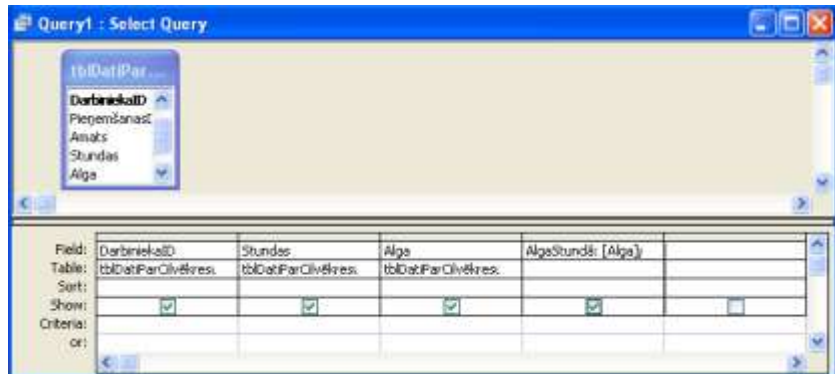 Query1 : Select Query
tblDatiPar...
DarbiniekaID
PieņemšanasI
Amats
Stundas
Alga
Field: DarbiniekaID Stundas Alga AlgaStundā: [Alga]/
Table: tblDatiParCilvēkresu. tblDatiParCilvēkresu. tblDatiParCilvēkresu.
Sort:
Show:
Criteria:
or: